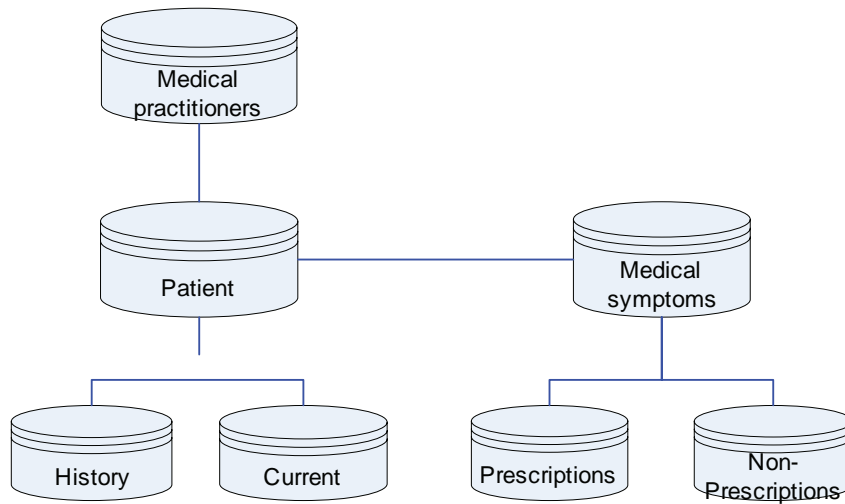 Medical
practitioners
Patient
Medical
symptoms
History
Current
Prescriptions
Non-
Prescriptions